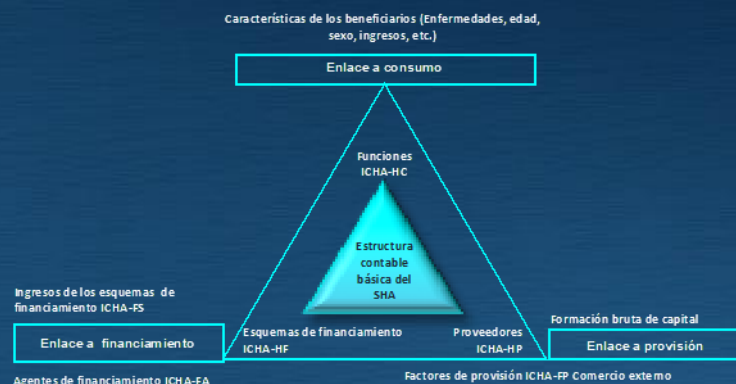 Características de los beneficiarios (Enfermedades, edad,
sexo, ingresos, etc.)
Enlace a consumo
Funciones
ICHA-HC
Estructura
contable
básica del
SHA
Ingresos de los esquemas de
financiamiento ICHA-FS
Enlace a financiamiento
Agentes de financiamiento ICHA-FA
Esquemas de financiamiento
ICHA-HF
Proveedores
ICHA-HP
Formación bruta de capital
Enlace a provisión
Factores de provisión ICHA-FP Comercio externo